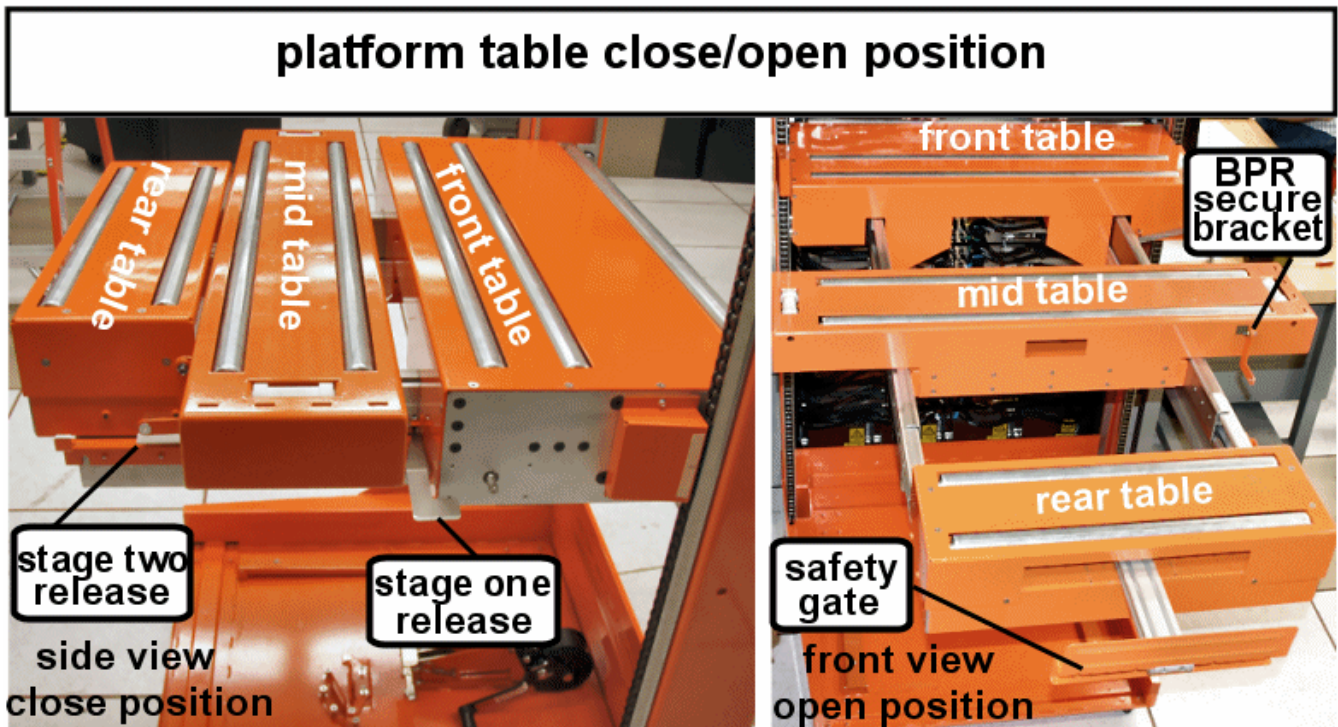 platform table close/open position
rear table
mid table
front table
stage two
release
stage one
release
side view
close position
front table
BPR
secure
bracket
mid table
rear table
safety
gate
front view
open position